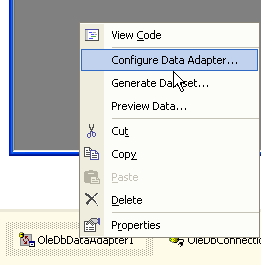 View Code
Configure Data Adapter...
Generate Dataset...
Preview Data...
Cut
Copy
Paste
Delete
Properties
OleDbDataAdapter1 OleDbConnectio